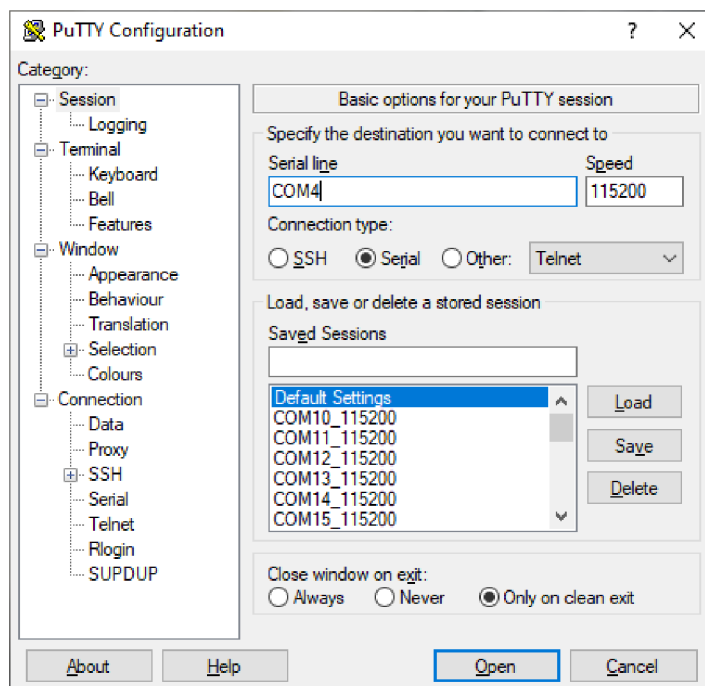 PuTTY Configuration
?
Category:
Session
Logging
Terminal
Keyboard
Bell
Features
Window
Appearance
Behaviour
Translation
Selection
Colours
Connection
Data
Proxy
SSH
Serial
Telnet
Rlogin
SUPDUP
Basic options for your PuTTY session
Specify the destination you want to connect to
Serial line Speed
COM4 115200
Connection type:
SSH Serial Other: Telnet
Load, save or delete a stored session
Saved Sessions
Default Settings
COM10_115200
COM11_115200
COM12_115200
COM13_115200
COM14_115200
COM15_115200
Load
Save
Delete
Close window on exit:
Always Never Only on clean exit
About Help Open Cancel